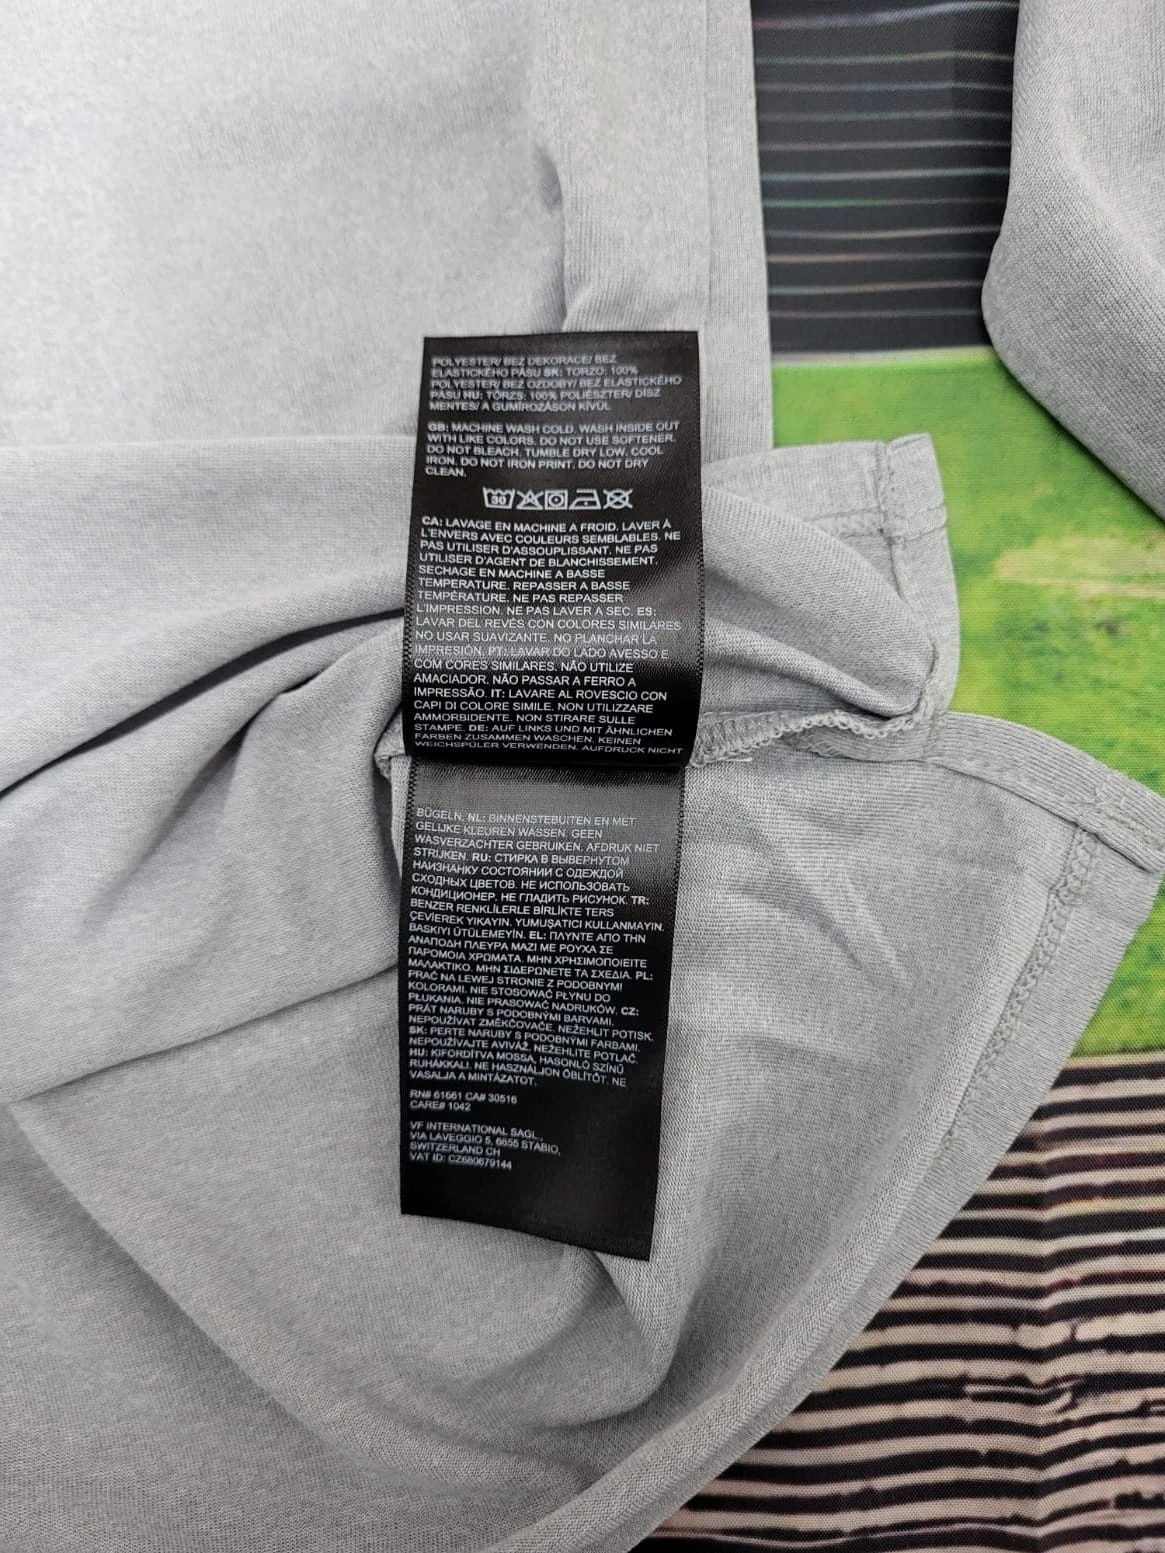 POLYESTER/ BEZ DEKORACE/ BEZ
ELASTICKÉHO PÁSU SK: TORZO: 100%
POLYESTER/ BEZ OZDOBY/ BEZ ELASTICKÉHO
PÁSU HU: TÖRZS: 100% POLIÉSZTER/ DÍSZ
MENTES/ A GUMÍROZÁSON KÍVÜL
GB: MACHINE WASH COLD. WASH INSIDE OUT
WITH LIKE COLORS. DO NOT USE SOFTENER.
DO NOT BLEACH. TUMBLE DRY LOW. COOL
IRON. DO NOT IRON PRINT. DO NOT DRY
CLEAN.
30
CA: LAVAGE EN MACHINE A FROID. LAVER À
L'ENVERS AVEC COULEURS SEMBLABLES. NE
PAS UTILISER D'ASSOUPLISSANT. NE PAS
UTILISER D'AGENT DE BLANCHISSEMENT.
SECHAGE EN MACHINE A BASSE
TEMPERATURE. REPASSER A BASSE
TEMPÉRATURE. NE PAS REPASSER
L'IMPRESSION. NE PAS LAVER A SEC. ES:
LAVAR DEL REVÉS CON COLORES SIMILARES
NO USAR SUAVIZANTE. NO PLANCHAR LA
IMPRESIÓN. PT: LAVAR DO LADO AVESSO E
COM CORES SIMILARES. NÃO UTILIZE
AMACIADOR. NÃO PASSAR A FERRO A
IMPRESSÃO. IT: LAVARE AL ROVESCIO CON
CAPI DI COLORE SIMILE. NON UTILIZZARE
AMMORBIDENTE. NON STIRARE SULLE
STAMPE. DE: AUF LINKS UND MIT ÄHNLICHEN
FARBEN ZUSAMMEN WASCHEN. KEINEN
WEICHSPÜLER VERWENDEN. AUFDRUCK NICHT
BÜGELN. NL: BINNENSTEBUITEN EN MET
GELIJKE KLEUREN WASSEN. GEEN
WASVERZACHTER GEBRUIKEN. AFDRUK NIET
STRIJKEN. RU: СТИРКА В ВЫВЕРНУТОМ
НАИЗНАНКУ СОСТОЯНИИ С ОДЕЖДОЙ
СХОДНЫХ ЦВЕТОВ. НЕ ИСПОЛЬЗОВАТЬ
КОНДИЦИОНЕР. НЕ ГЛАДИТЬ РИСУНОК. TR:
BENZER RENKLİLERLE BİRLİKTE TERS
ÇEVİEREK YIKAYIN. YUMUŞATICI KULLANMAYIN.
BASKIYI ÜTÜLEMEYİN. EL: ΠΛΥΝΤΕ ΑΠΟ ΤΗΝ
ΑΝΑΠΟΔΗ ΠΛΕΥΡΑ ΜΑΖΙ ΜΕ ΡΟΥΧΑ ΣΕ
ΠΑΡΟΜΟΙΑ ΧΡΩΜΑΤΑ. ΜΗΝ ΧΡΗΣΙΜΟΠΟΙΕΙΤΕ
ΜΑΛΑΚΤΙΚΟ. ΜΗΝ ΣΙΔΕΡΩΝΕΤΕ ΤΑ ΣΧΕΔΙΑ. PL:
PRAĆ NA LEWEJ STRONIE Z PODOBNYMI
KOLORAMI. NIE STOSOWAĆ PŁYNU DO
PŁUKANIA. NIE PRASOWAĆ NADRUKÓW. CZ:
PRÁT NARUBY S PODOBNÝMI BARVAMI.
NEPOUŽÍVAT ZMĚKČOVAČE. NEŽEHLIT POTISK.
SK: PERTE NARUBY S PODOBNÝMI FARBAMI.
NEPOUŽÍVAJTE AVIVÁŽ. NEŽEHLITE POTLAČ.
HU: KIFORDÍTVA MOSSA, HASONLÓ SZÍNŰ
RUHÁKKAL. NE HASZNÁLJON ÖBLÍTŐT. NE
VASALJA A MINTÁZATOT.
RN# 61661 CA# 30516
CARE# 1042
VF INTERNATIONAL SAGL.,
VIA LAVEGGIO 5, 6855 STABIO,
SWITZERLAND CH
VAT ID: CZ680679144